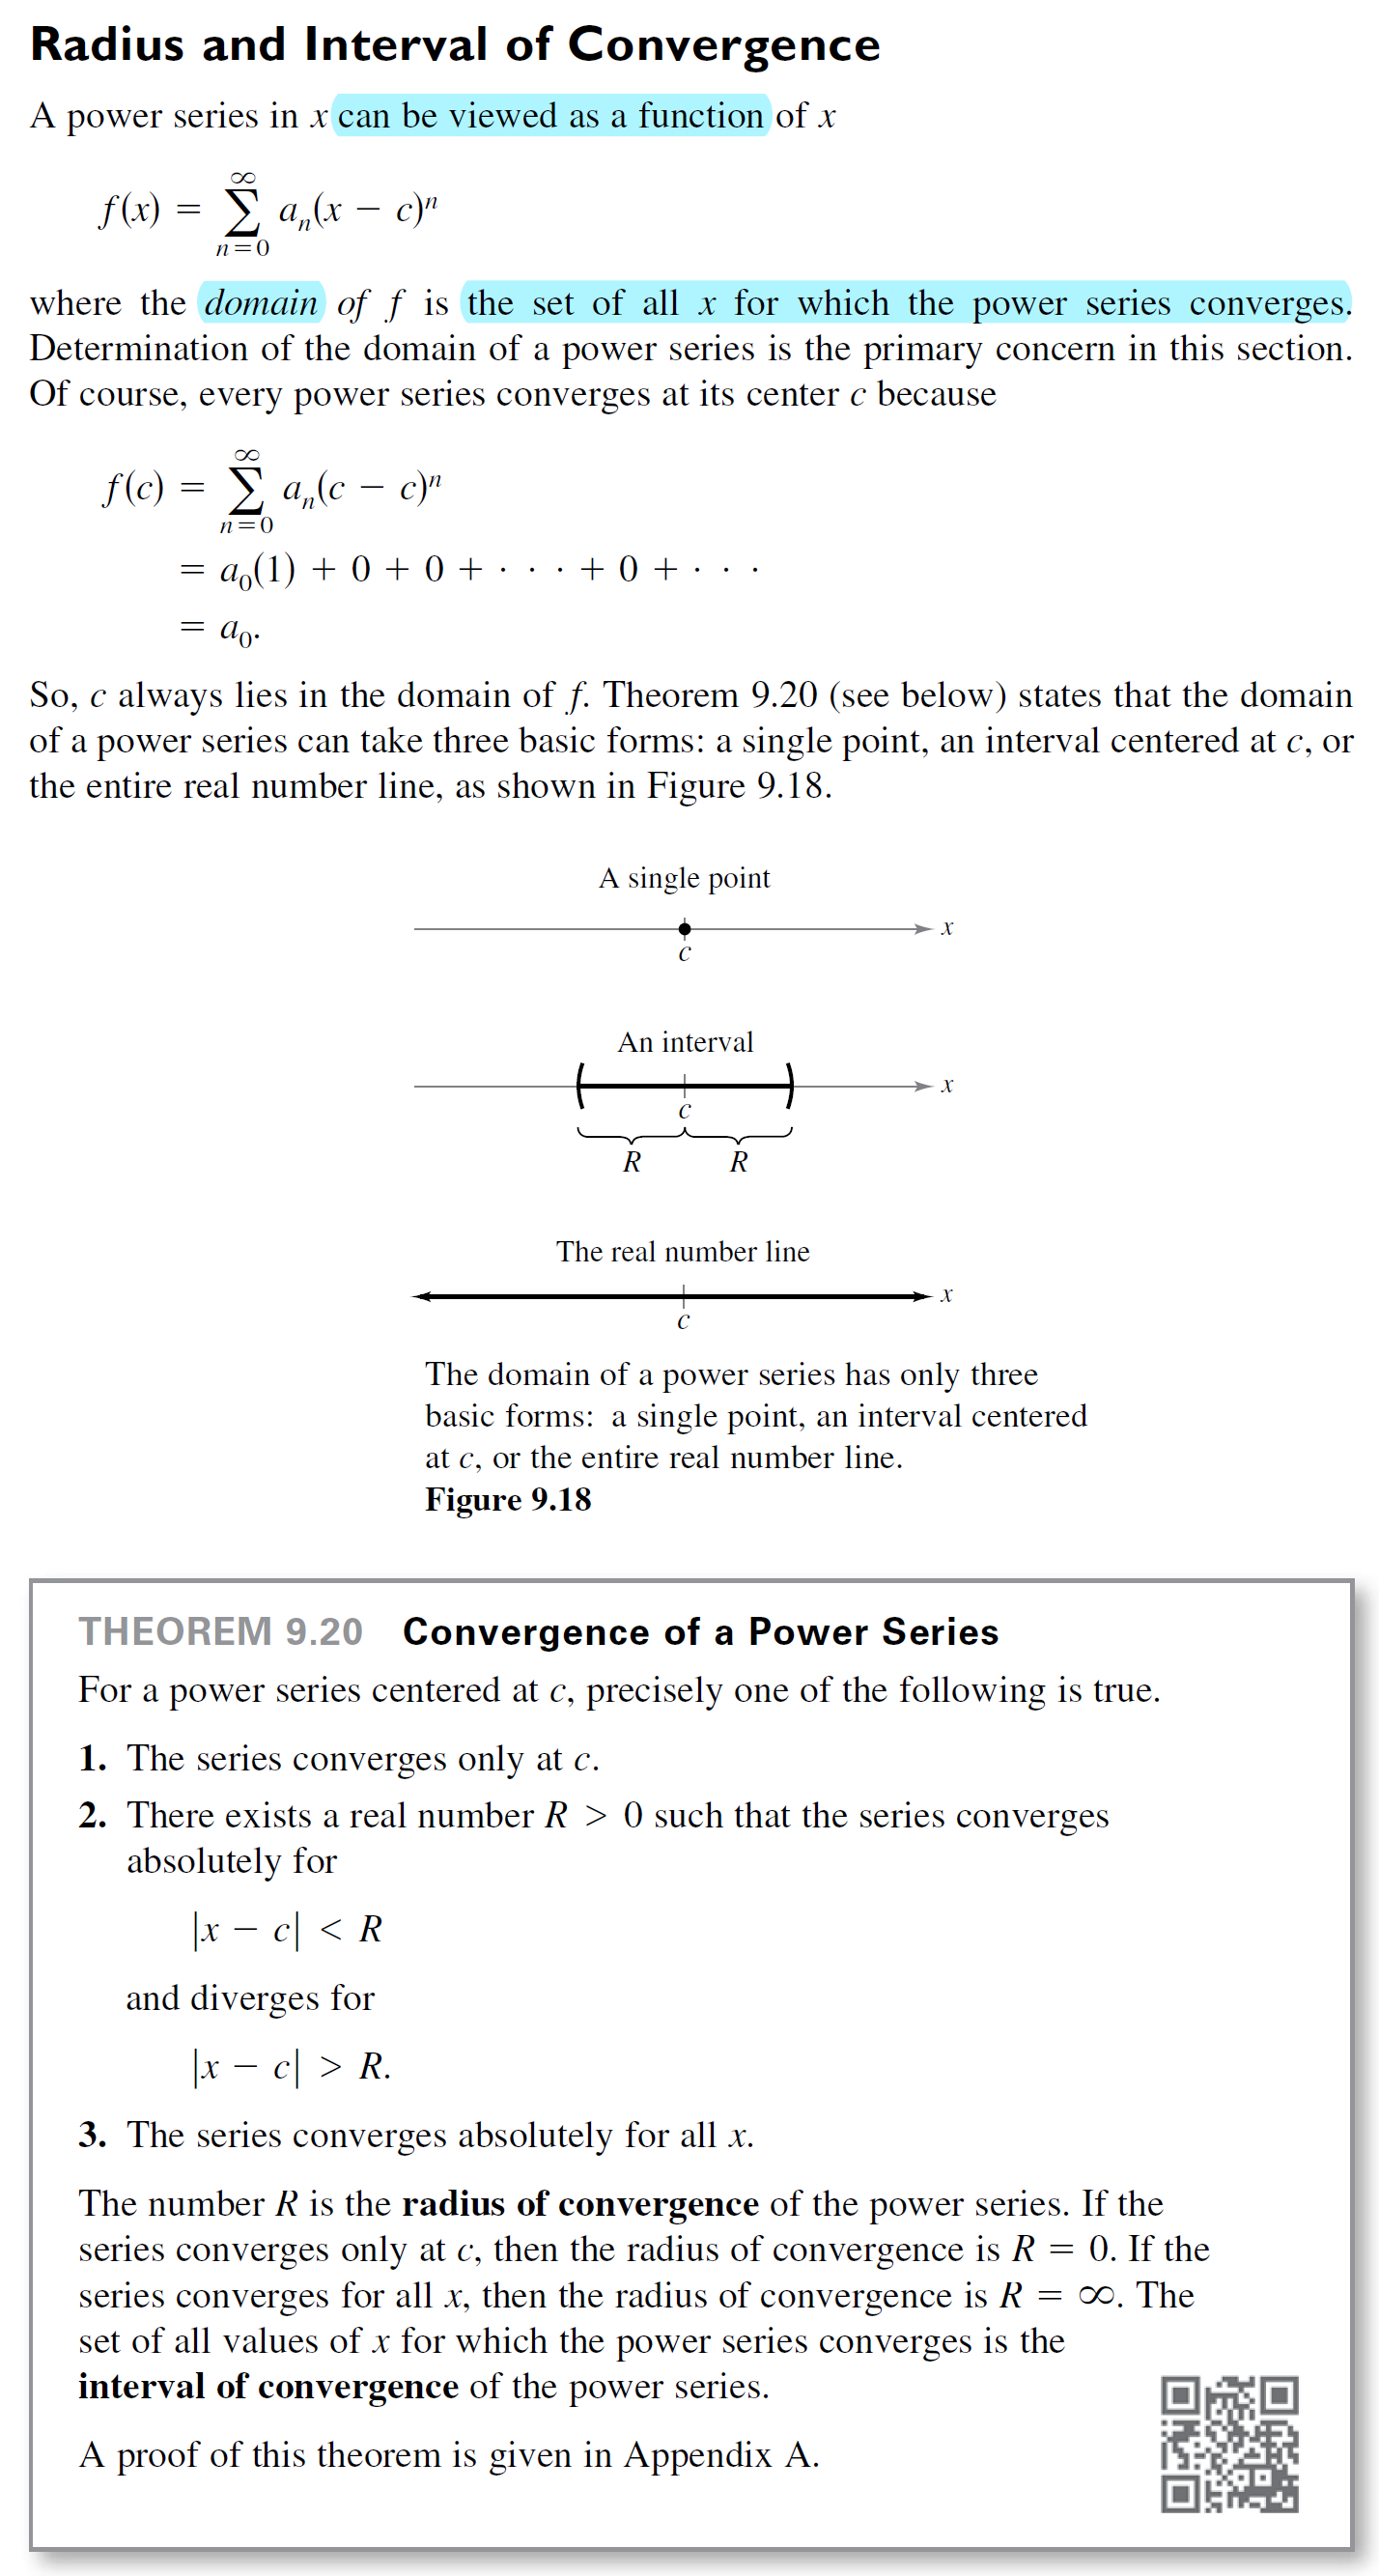 Radius and Interval of Convergence
A power series in x can be viewed as a function of x
f(x) = ∑_{n=0}^{∞} a_n(x − c)^n
where the domain of f is the set of all x for which the power series converges.
Determination of the domain of a power series is the primary concern in this section.
Of course, every power series converges at its center c because
f(c) = ∑_{n=0}^{∞} a_n(c − c)^n
= a_0(1) + 0 + 0 + · · · + 0 + · · ·
= a_0.
So, c always lies in the domain of f. Theorem 9.20 (see below) states that the domain
of a power series can take three basic forms: a single point, an interval centered at c, or
the entire real number line, as shown in Figure 9.18.
A single point
x
c
An interval
( ) x
c
R R
The real number line
x
c
The domain of a power series has only three
basic forms: a single point, an interval centered
at c, or the entire real number line.
Figure 9.18
THEOREM 9.20 Convergence of a Power Series
For a power series centered at c, precisely one of the following is true.
1. The series converges only at c.
2. There exists a real number R > 0 such that the series converges
absolutely for
|x − c| < R
and diverges for
|x − c| > R.
3. The series converges absolutely for all x.
The number R is the radius of convergence of the power series. If the
series converges only at c, then the radius of convergence is R = 0. If the
series converges for all x, then the radius of convergence is R = ∞. The
set of all values of x for which the power series converges is the
interval of convergence of the power series.
A proof of this theorem is given in Appendix A.